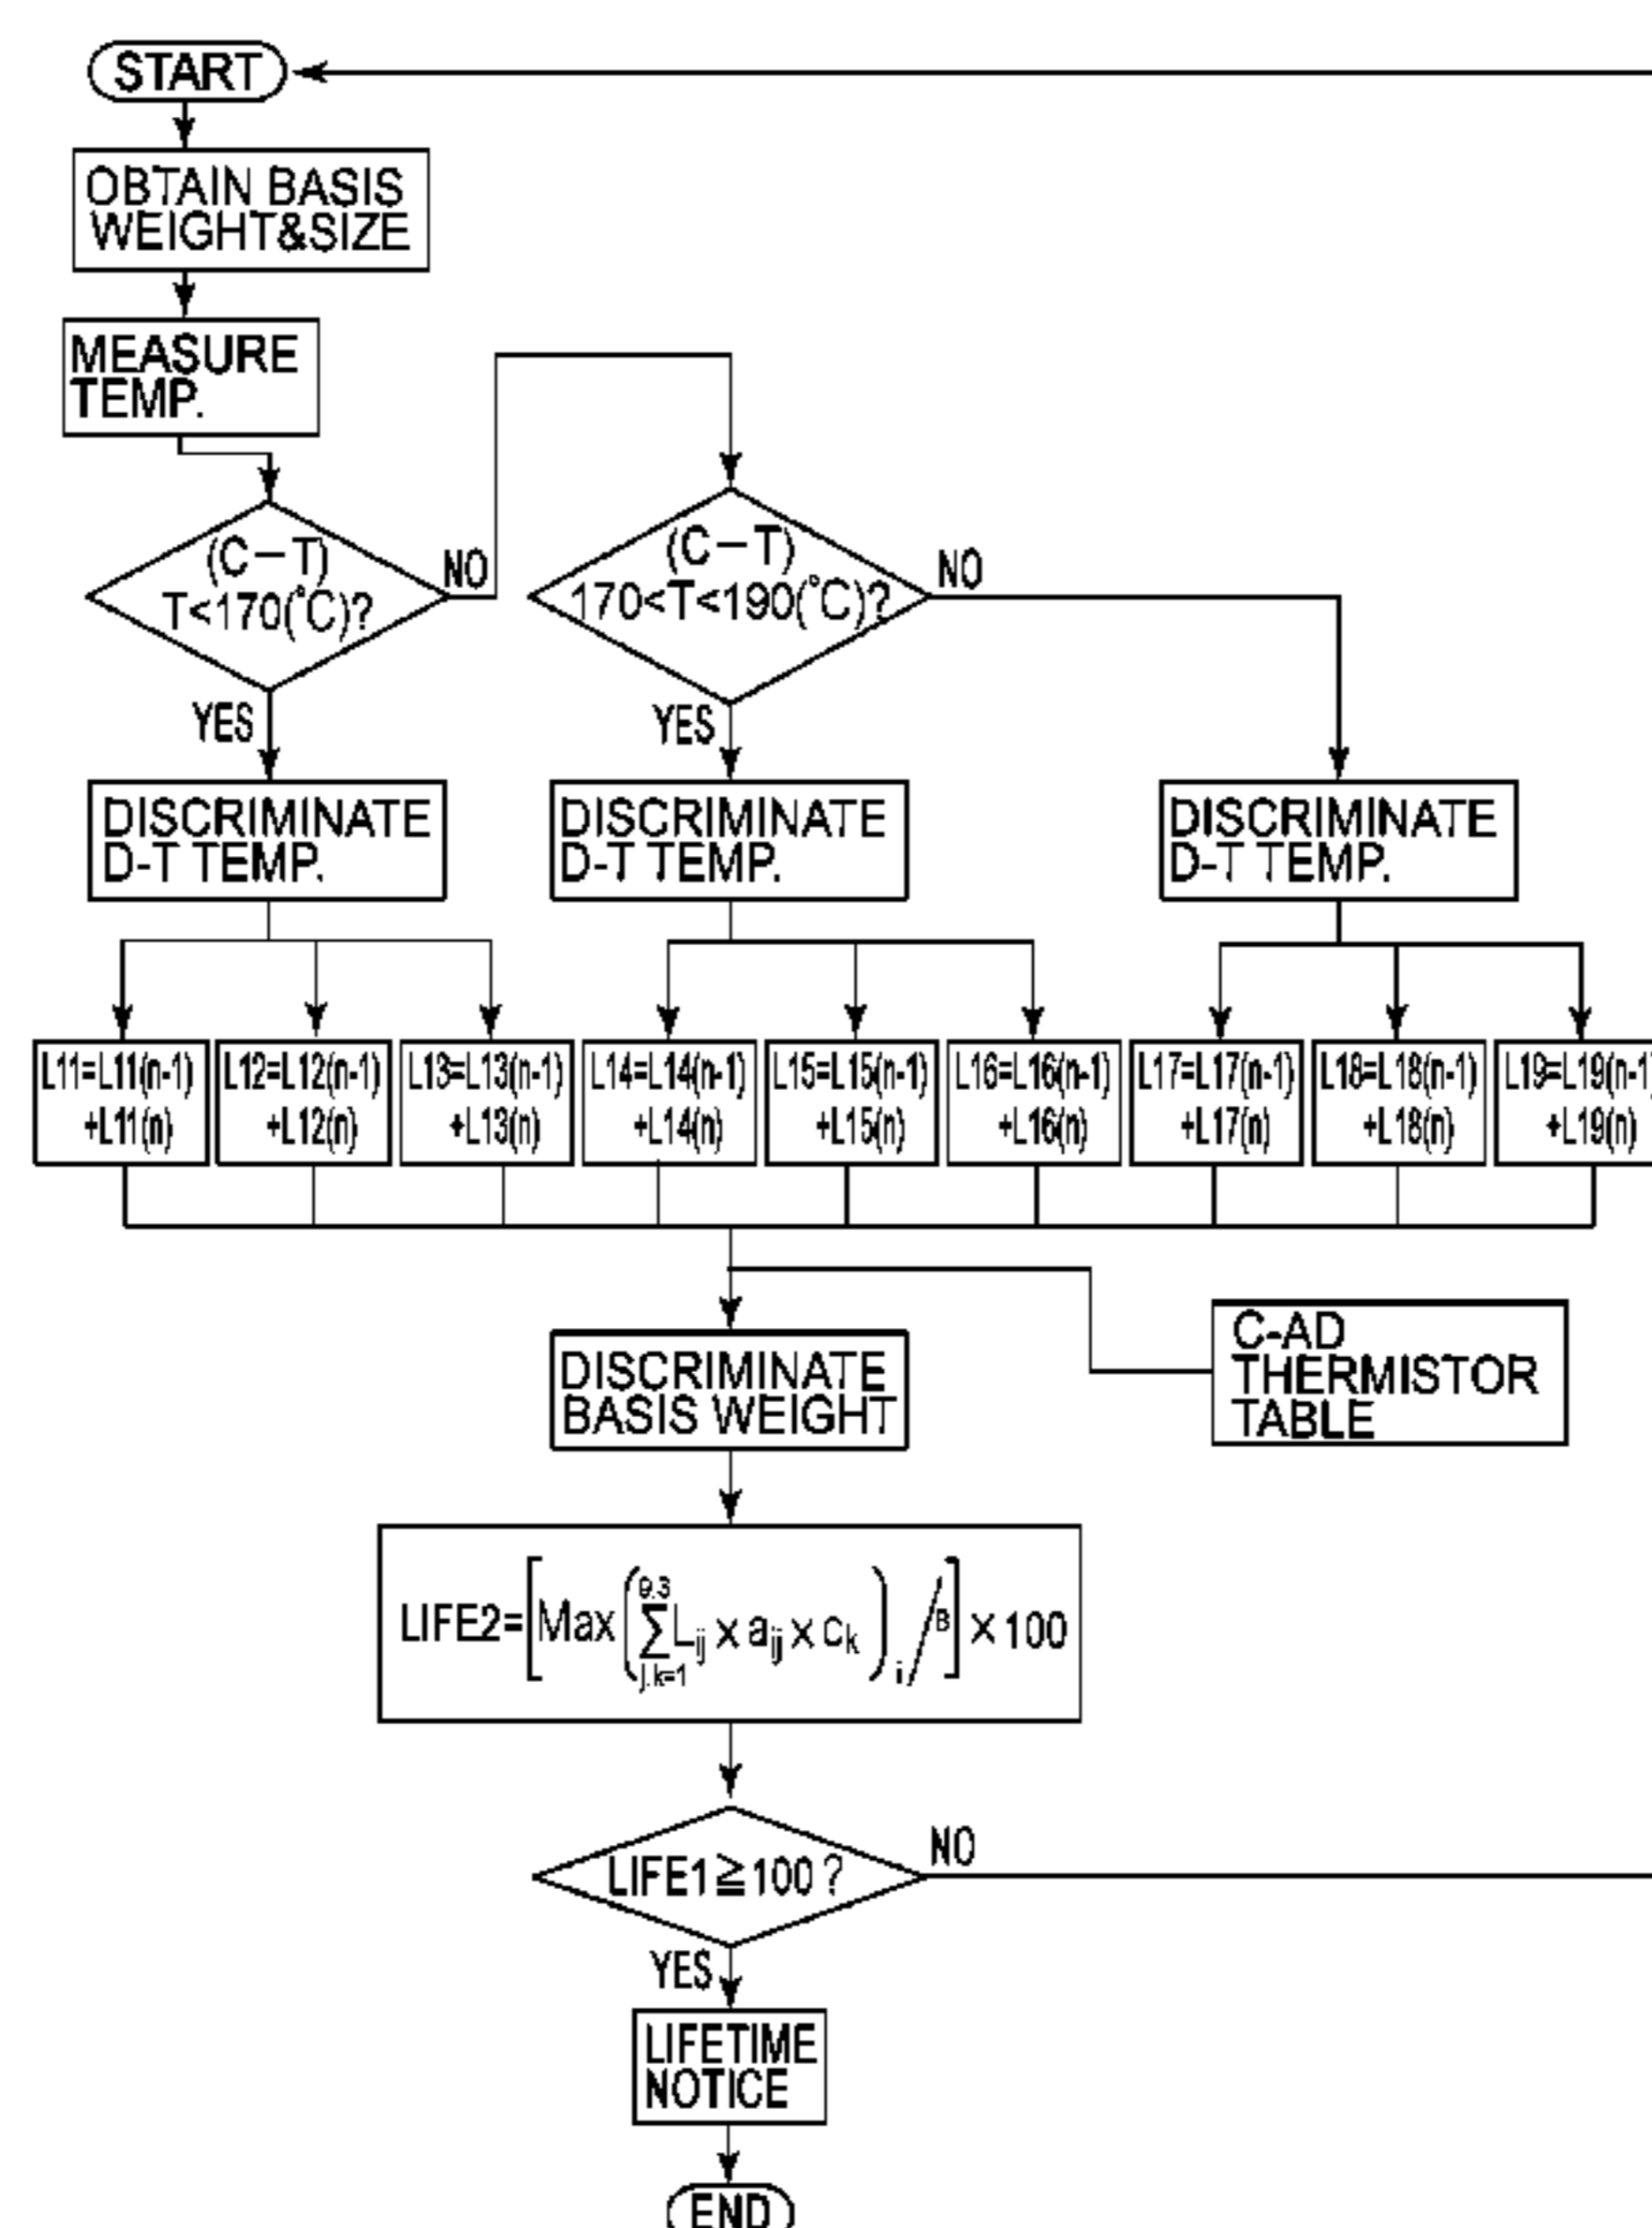 START
OBTAIN BASIS
WEIGHT&SIZE
MEASURE
TEMP.
(C-T)
T<170(°C)?
NO
YES
(C-T)
170<T<190(°C)?
NO
YES
DISCRIMINATE
D-T TEMP.
DISCRIMINATE
D-T TEMP.
DISCRIMINATE
D-T TEMP.
L11=L11(n-1)
+L11(n)
L12=L12(n-1)
+L12(n)
L13=L13(n-1)
+L13(n)
L14=L14(n-1)
+L14(n)
L15=L15(n-1)
+L15(n)
L16=L16(n-1)
+L16(n)
L17=L17(n-1)
+L17(n)
L18=L18(n-1)
+L18(n)
L19=L19(n-1)
+L19(n)
C-AD
THERMISTOR
TABLE
DISCRIMINATE
BASIS WEIGHT
LIFE2=[Max(9.3∑j.k=1 Lij×aij×ck)i/B]×100
LIFE1≧100?
NO
YES
LIFETIME
NOTICE
END